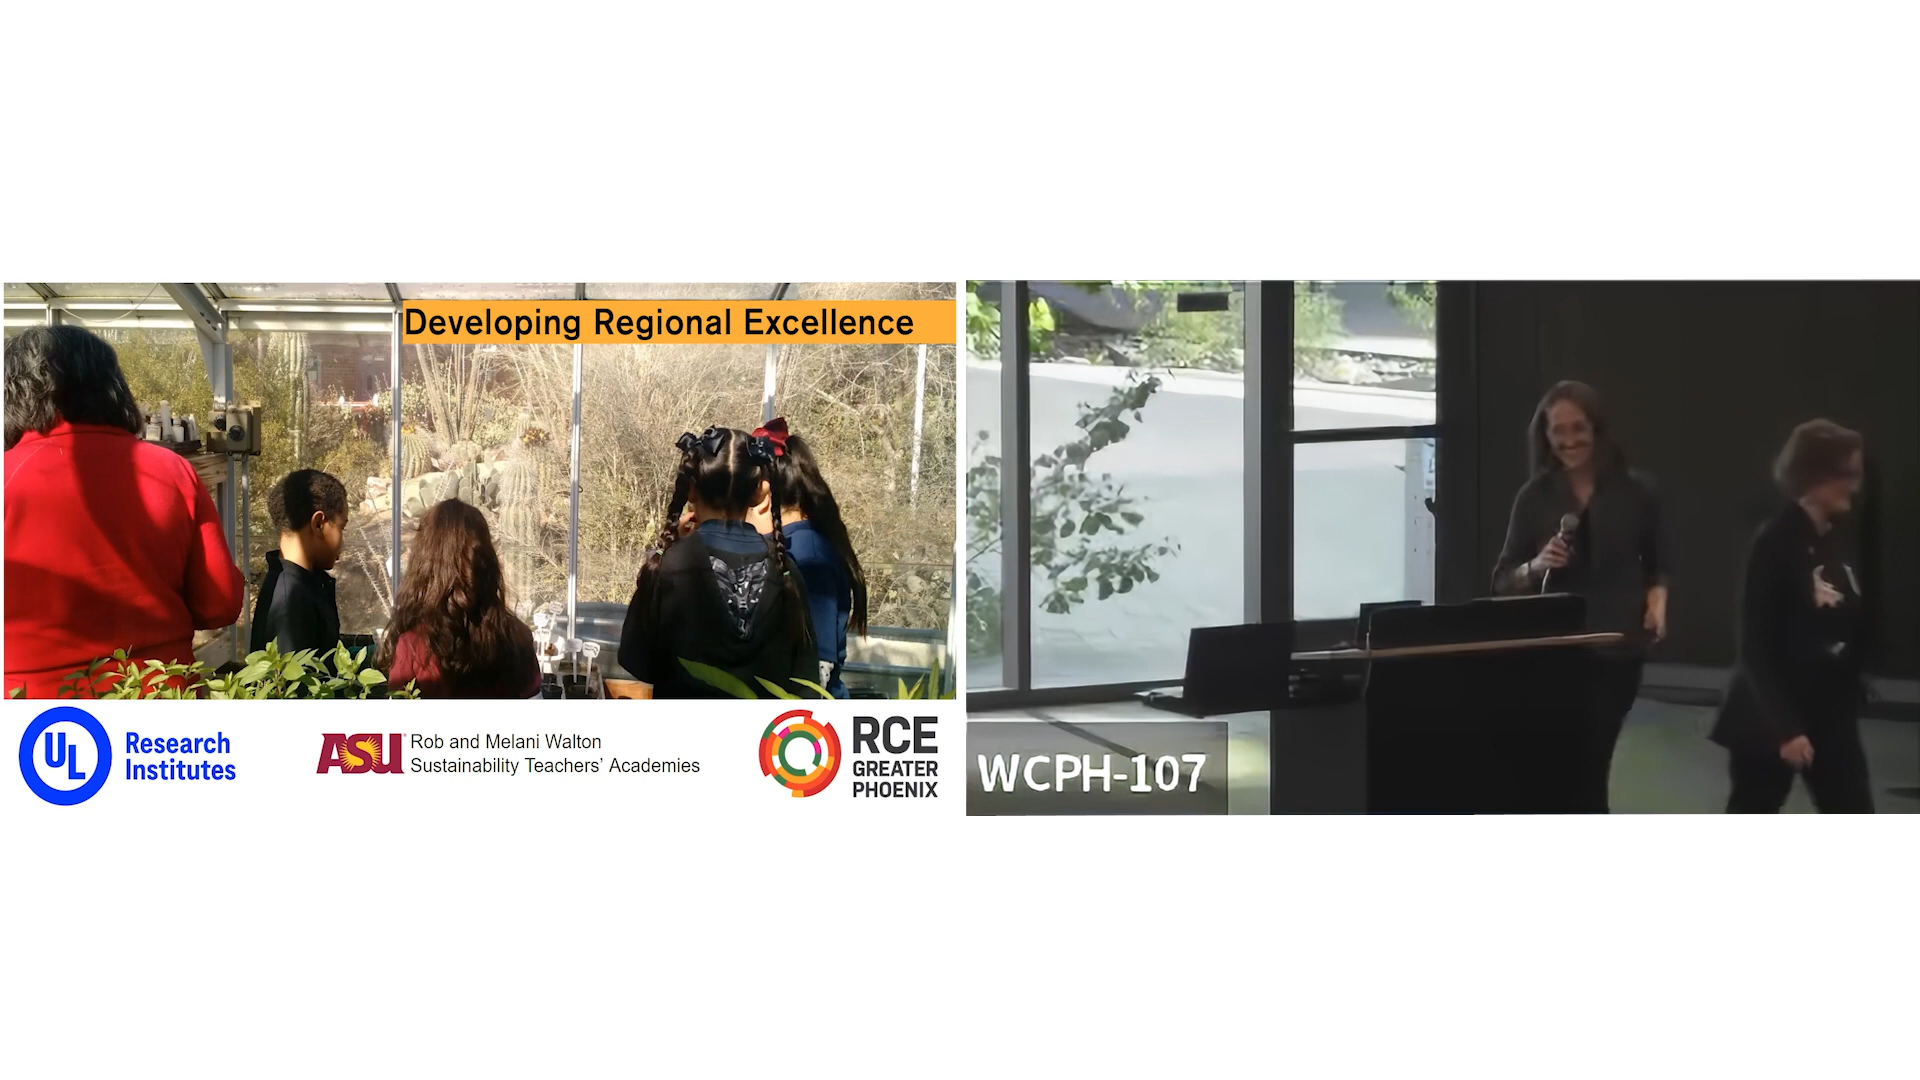 Developing Regional Excellence
UL
Research
Institutes
ASU
Rob and Melani Walton
Sustainability Teachers' Academies
RCE
GREATER
PHOENIX
WCPH-107